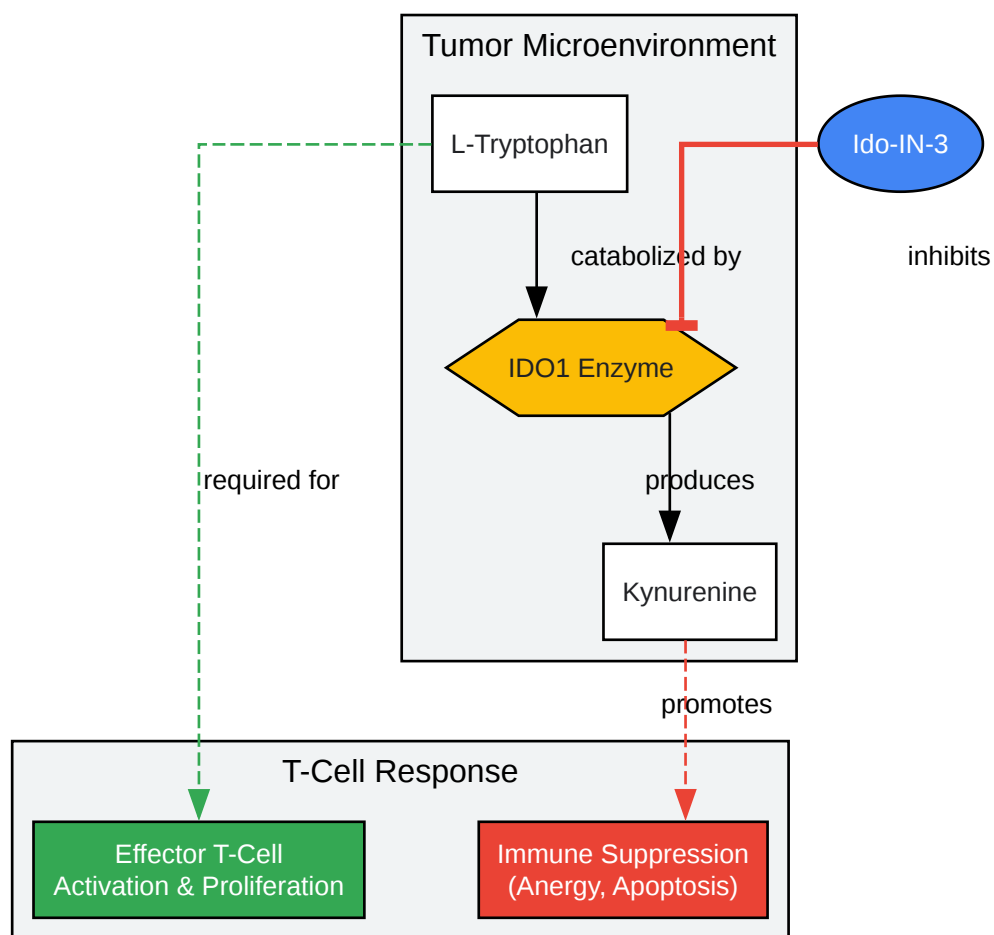 Tumor Microenvironment
L-Tryptophan
Ido-IN-3
catabolized by
inhibits
IDO1 Enzyme
required for
produces
Kynurenine
promotes
T-Cell Response
Effector T-Cell
Activation & Proliferation
Immune Suppression
(Anergy, Apoptosis)